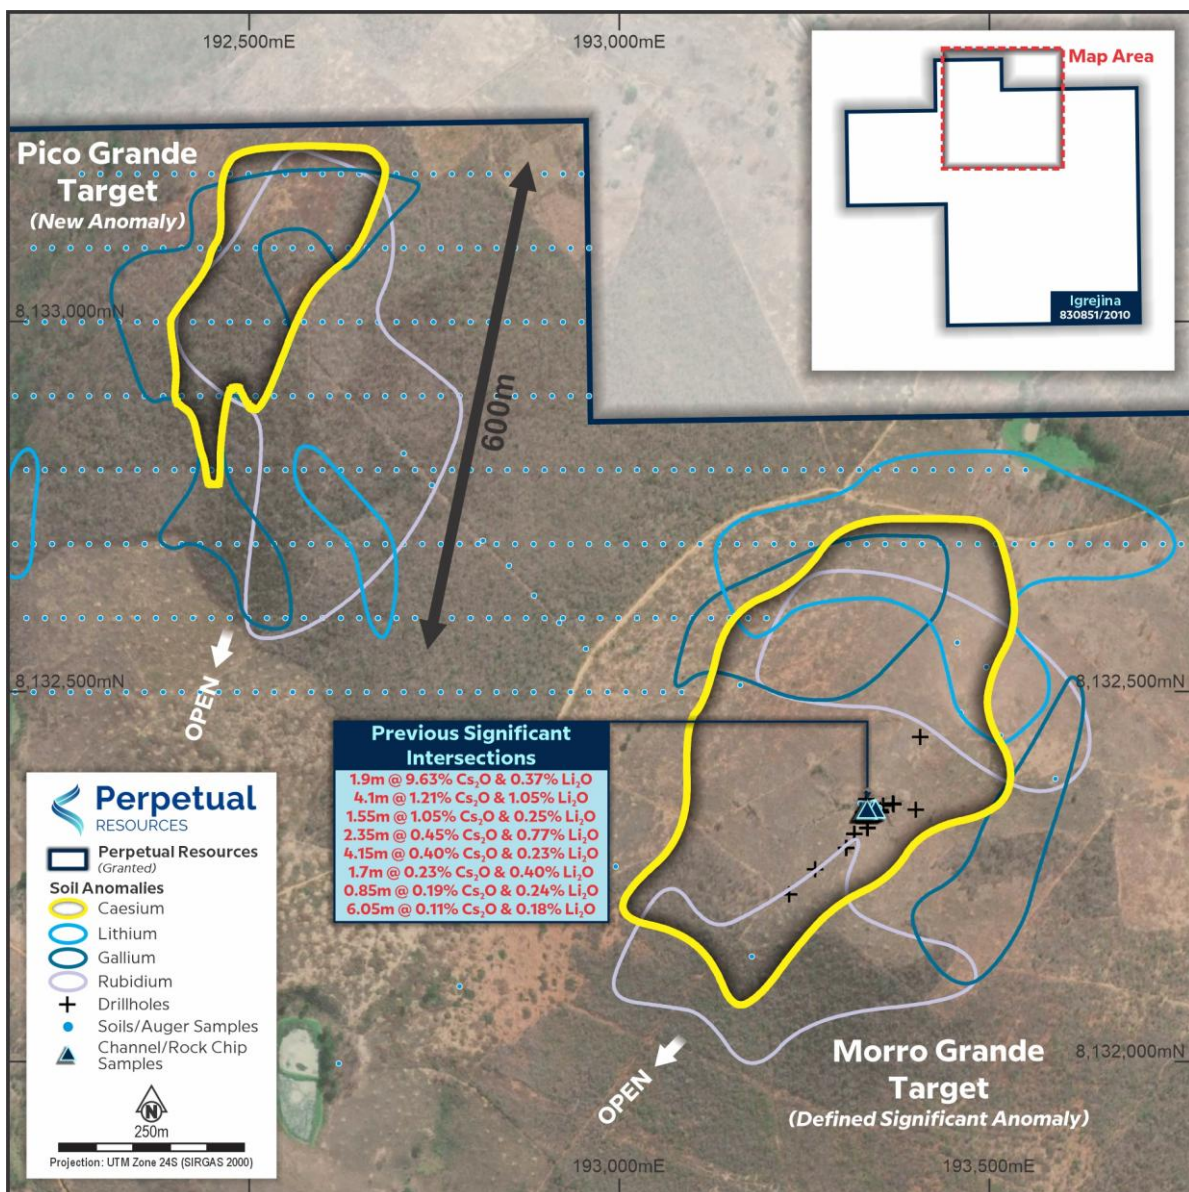 192,500mE
193,000mE
Map Area
Igrejina
830851/2010
Pico Grande
Target
(New Anomaly)
8,133,000mN
600m
OPEN
8,132,500mN
8,132,500mN
Previous Significant
Intersections
1.9m @ 9.63% Cs₂O & 0.37% Li₂O
4.1m @ 1.21% Cs₂O & 1.05% Li₂O
1.55m @ 1.05% Cs₂O & 0.25% Li₂O
2.35m @ 0.45% Cs₂O & 0.77% Li₂O
4.15m @ 0.40% Cs₂O & 0.23% Li₂O
1.7m @ 0.23% Cs₂O & 0.40% Li₂O
0.85m @ 0.19% Cs₂O & 0.24% Li₂O
6.05m @ 0.11% Cs₂O & 0.18% Li₂O
Perpetual
RESOURCES
Perpetual Resources
(Granted)
Soil Anomalies
Caesium
Lithium
Gallium
Rubidium
Drillholes
Soils/Auger Samples
Channel/Rock Chip
Samples
N
250m
Projection: UTM Zone 24S (SIRGAS 2000)
OPEN
Morro Grande
Target
(Defined Significant Anomaly)
8,132,000mN
193,000mE
193,500mE